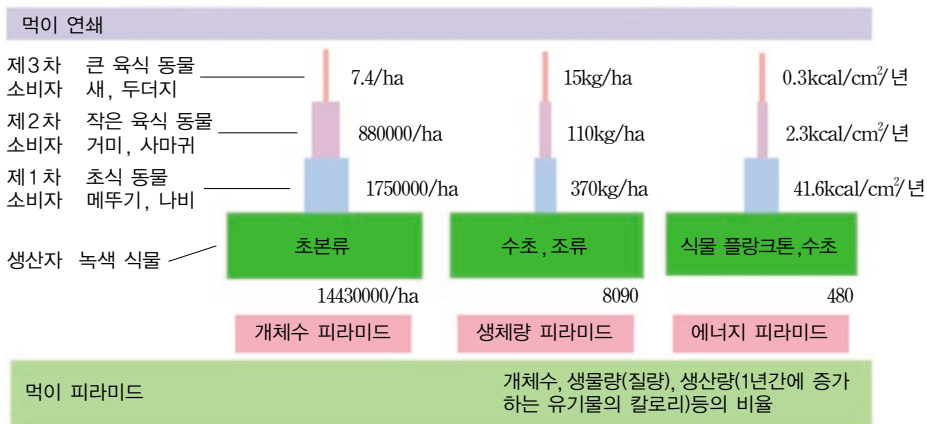 먹이 연쇄
제3차 큰 육식 동물
소비자 새, 두더지
7.4/ha
15kg/ha
0.3kcal/cm²/년
제2차 작은 육식 동물
소비자 거미, 사마귀
880000/ha
110kg/ha
2.3kcal/cm²/년
제1차 초식 동물
소비자 메뚜기, 나비
1750000/ha
370kg/ha
41.6kcal/cm²/년
생산자 녹색 식물
초본류
수초, 조류
식물 플랑크톤, 수초
14430000/ha
8090
480
개체수 피라미드
생체량 피라미드
에너지 피라미드
먹이 피라미드
개체수, 생물량(질량), 생산량(1년간에 증가
하는 유기물의 칼로리)등의 비율